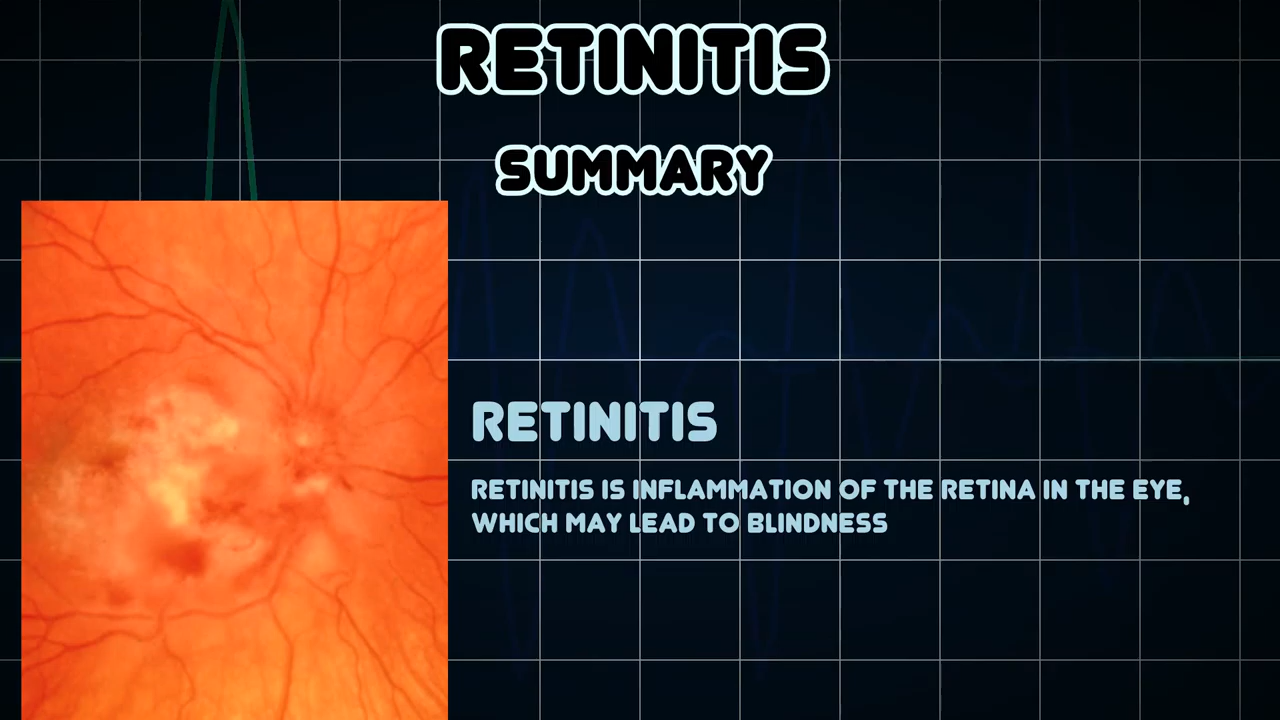 RETINITIS
SUMMARY
RETINITIS
RETINITIS IS INFLAMMATION OF THE RETINA IN THE EYE,
WHICH MAY LEAD TO BLINDNESS